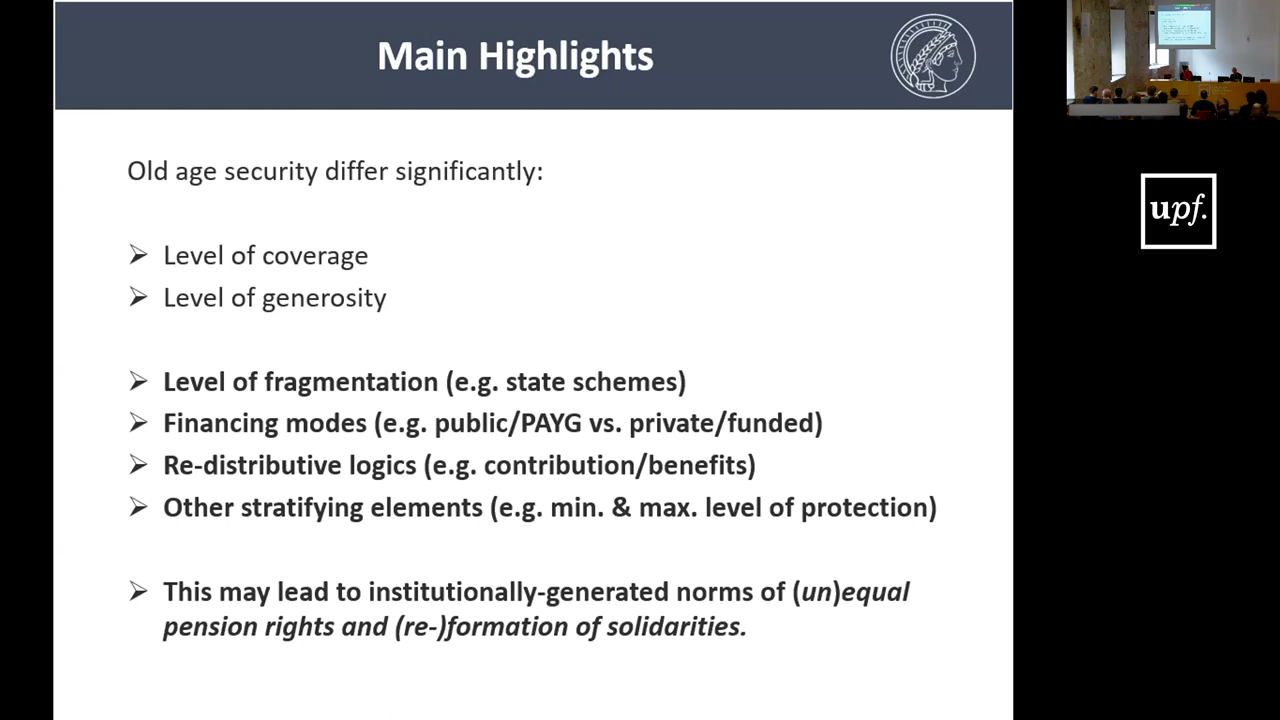 Main Highlights
Old age security differ significantly:
Level of coverage
Level of generosity
Level of fragmentation (e.g. state schemes)
Financing modes (e.g. public/PAYG vs. private/funded)
Re-distributive logics (e.g. contribution/benefits)
Other stratifying elements (e.g. min. & max. level of protection)
This may lead to institutionally-generated norms of (un)equal
pension rights and (re-)formation of solidarities.
upf.